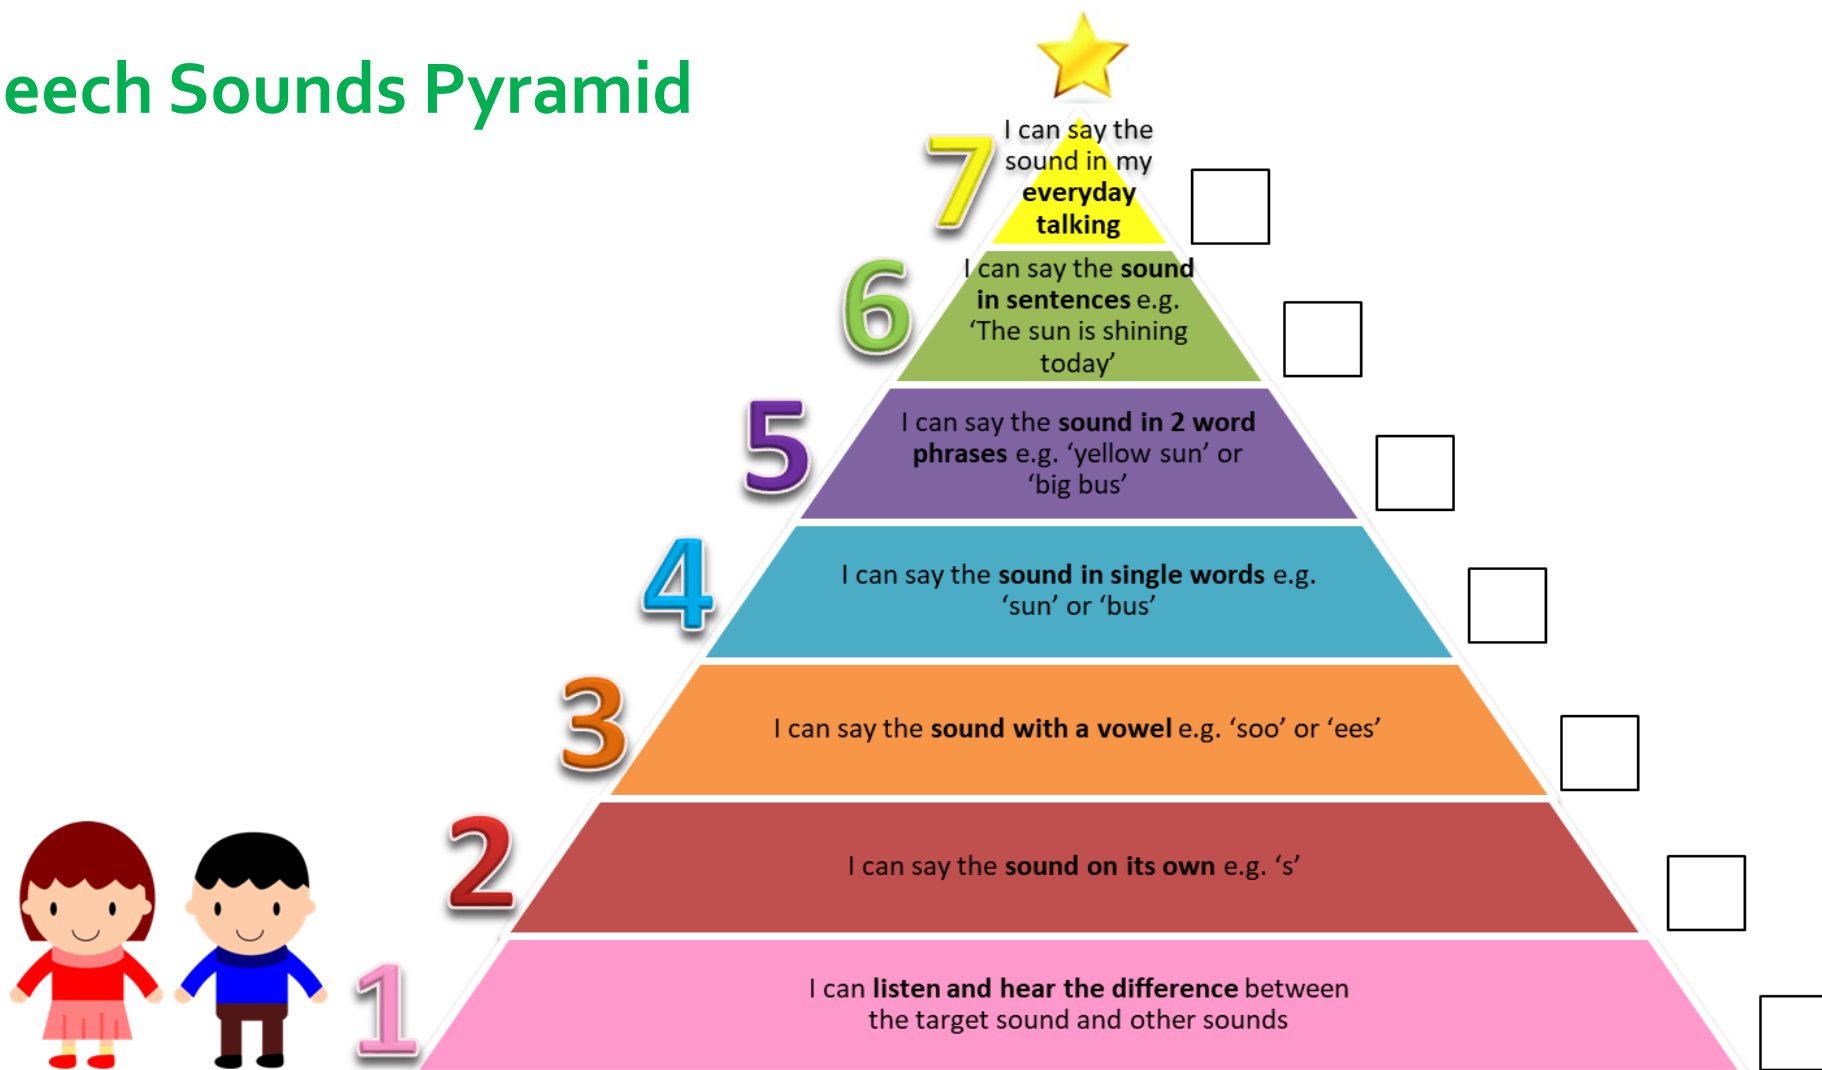 eech Sounds Pyramid
7
I can say the
sound in my
everyday
talking
6
I can say the sound
in sentences e.g.
‘The sun is shining
today’
5
I can say the sound in 2 word
phrases e.g. ‘yellow sun’ or
‘big bus’
4
I can say the sound in single words e.g.
‘sun’ or ‘bus’
3
I can say the sound with a vowel e.g. ‘soo’ or ‘ees’
2
I can say the sound on its own e.g. ‘s’
1
I can listen and hear the difference between
the target sound and other sounds